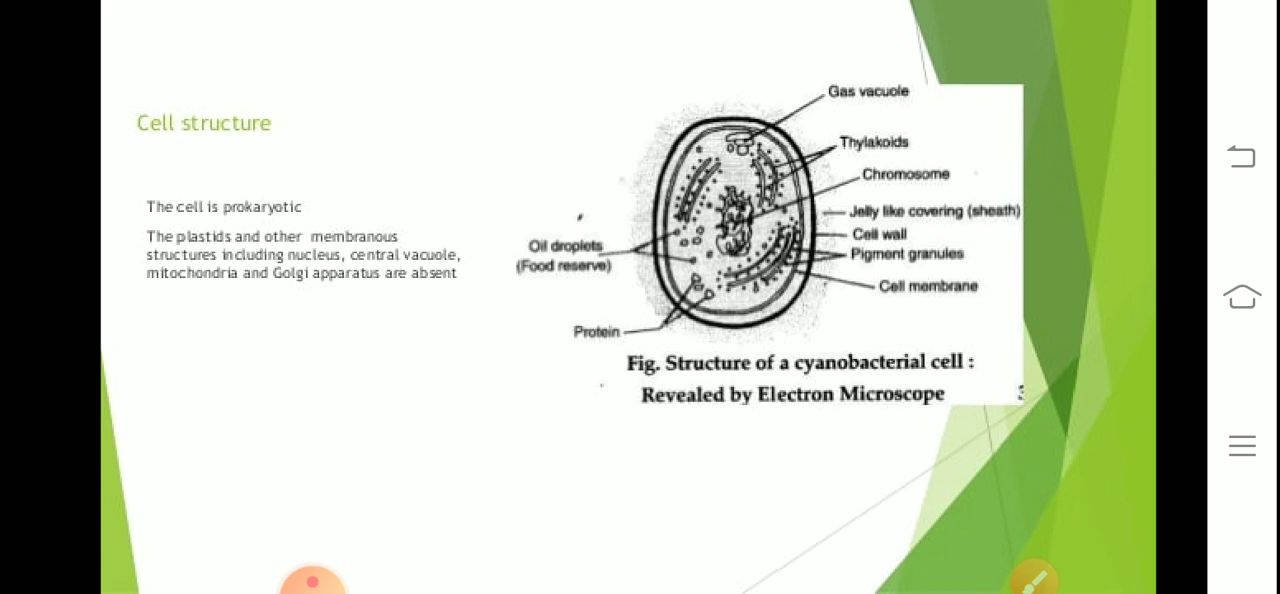 Cell structure
The cell is prokaryotic
The plastids and other membranous
structures including nucleus, central vacuole,
mitochondria and Golgi apparatus are absent
Gas vacuole
Thylakoids
Chromosome
Jelly like covering (sheath)
Cell wall
Pigment granules
Cell membrane
Oil droplets
(Food reserve)
Protein
Fig. Structure of a cyanobacterial cell :
Revealed by Electron Microscope